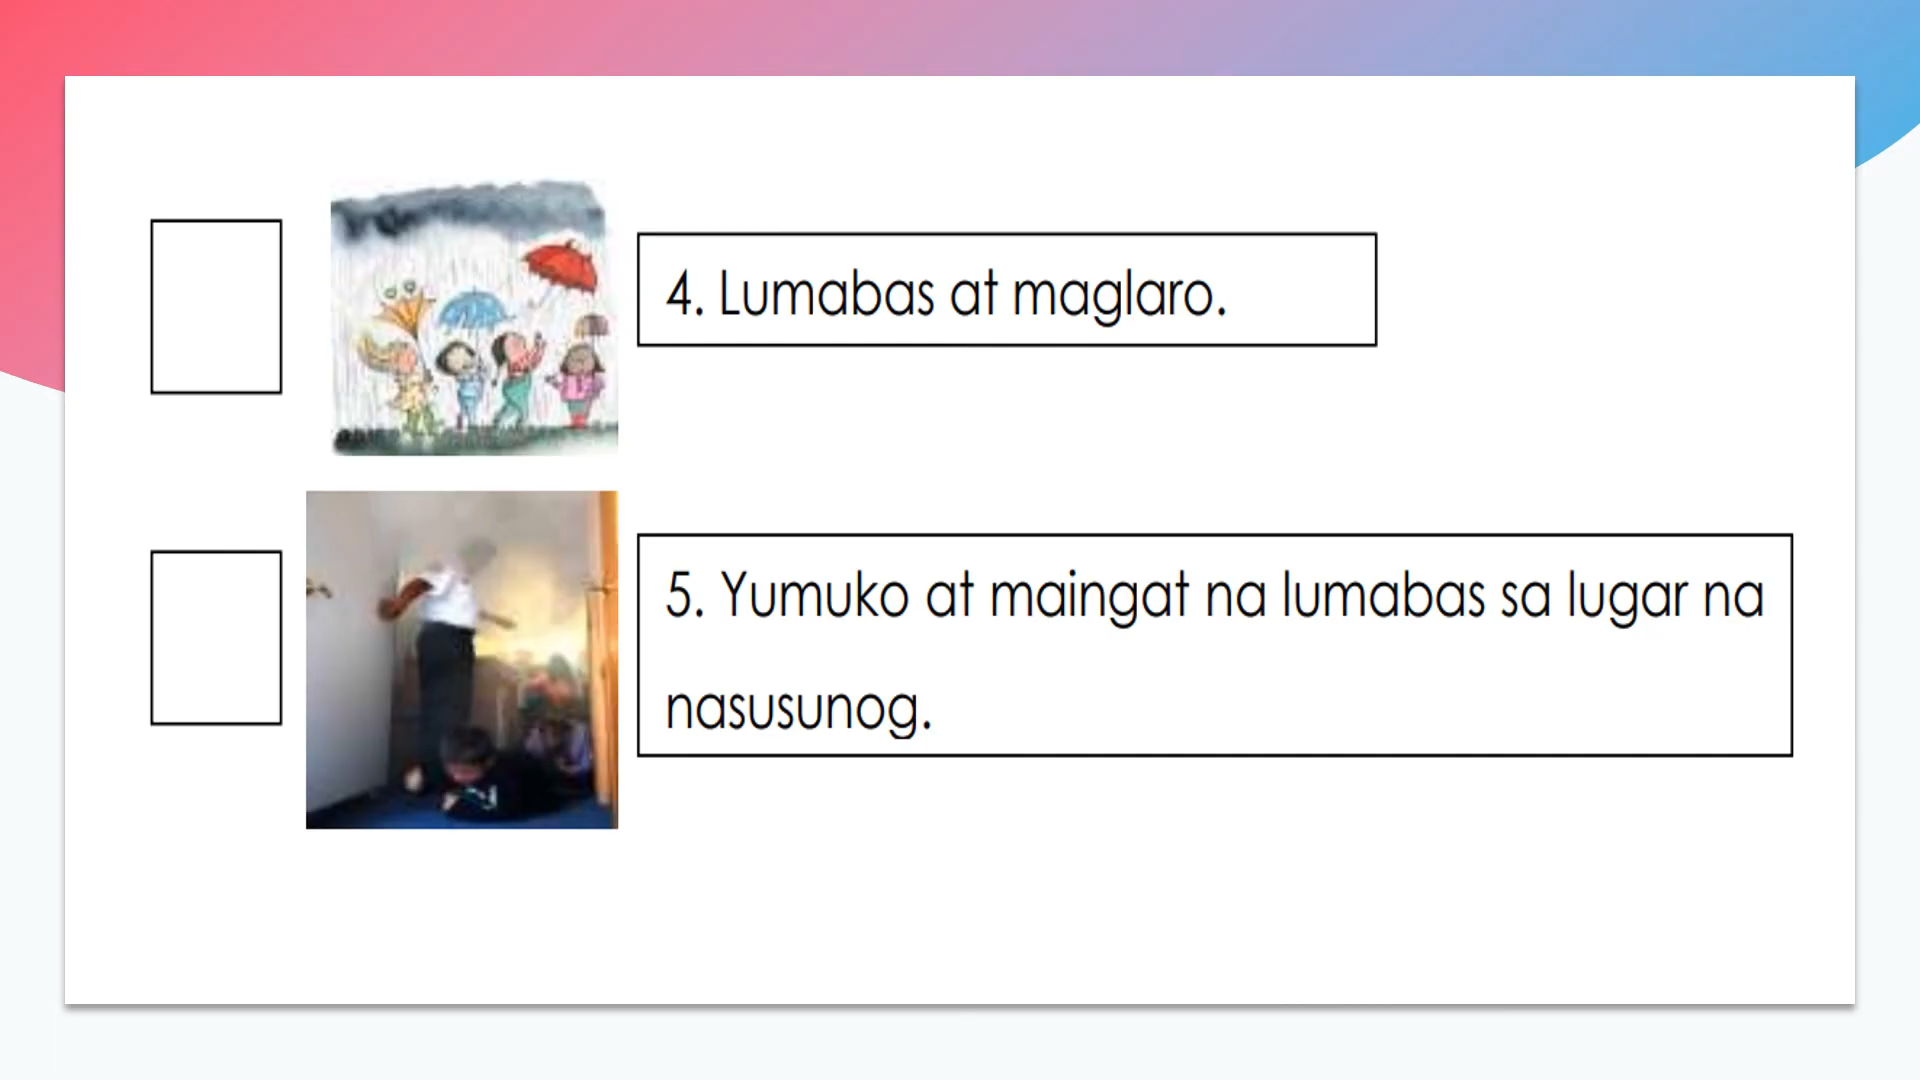 4. Lumabas at maglaro.
5. Yumuko at maingat na lumabas sa lugar na
nasusunog.